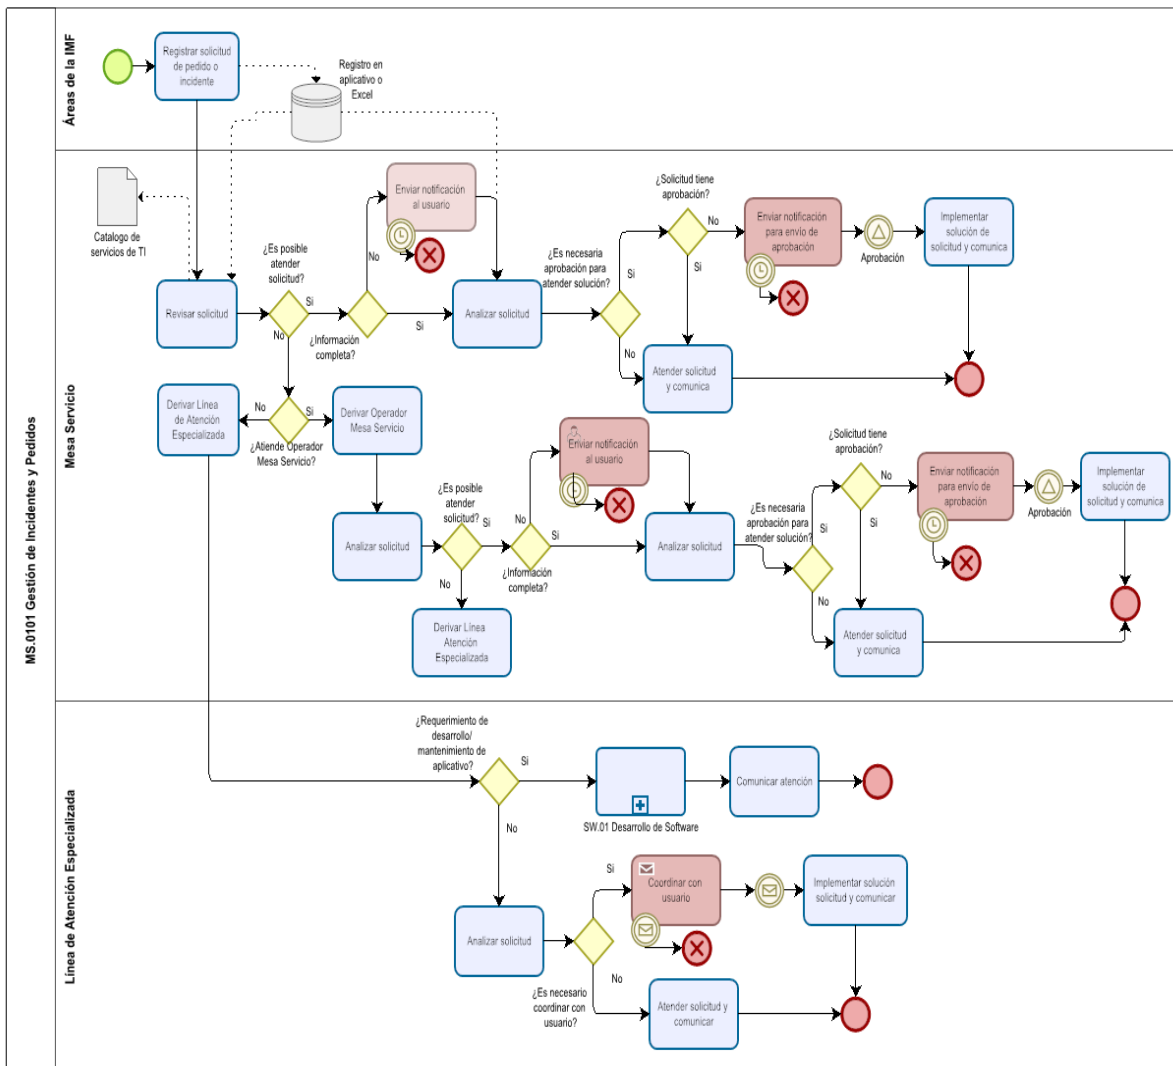 MS.0101 Gestión de Incidentes y Pedidos
Áreas de la IMF
Registrar solicitud
de pedido o
incidente
Registro en
aplicativo o
Excel
Mesa Servicio
Catalogo de
servicios de TI
Revisar solicitud
¿Es posible
atender
solicitud?
Si
No
¿Información
completa?
No
Si
Enviar notificación
al usuario
Analizar solicitud
¿Es necesaria
aprobación para
atender solución?
Si
No
¿Solicitud tiene
aprobación?
No
Si
Enviar notificación
para envío de
aprobación
Aprobación
Implementar
solución de
solicitud y comunica
Atender solicitud
y comunica
Derivar Línea
de Atención
Especializada
No
Si
¿Atiende Operador
Mesa Servicio?
Derivar Operador
Mesa Servicio
Analizar solicitud
¿Es posible
atender
solicitud?
Si
No
Derivar Línea
Atención
Especializada
No
Si
¿Información
completa?
Enviar notificación
al usuario
Analizar solicitud
¿Es necesaria
aprobación para
atender solución?
Si
No
¿Solicitud tiene
aprobación?
No
Si
Enviar notificación
para envío de
aprobación
Aprobación
Implementar
solución de
solicitud y comunica
Atender solicitud
y comunica
Línea de Atención Especializada
¿Requerimiento de
desarrollo/
mantenimiento de
aplicativo?
Si
No
SW.01 Desarrollo de Software
Comunicar atención
Analizar solicitud
¿Es necesario
coordinar con
usuario?
Si
No
Coordinar con
usuario
Implementar solución
solicitud y comunicar
Atender solicitud y
comunicar